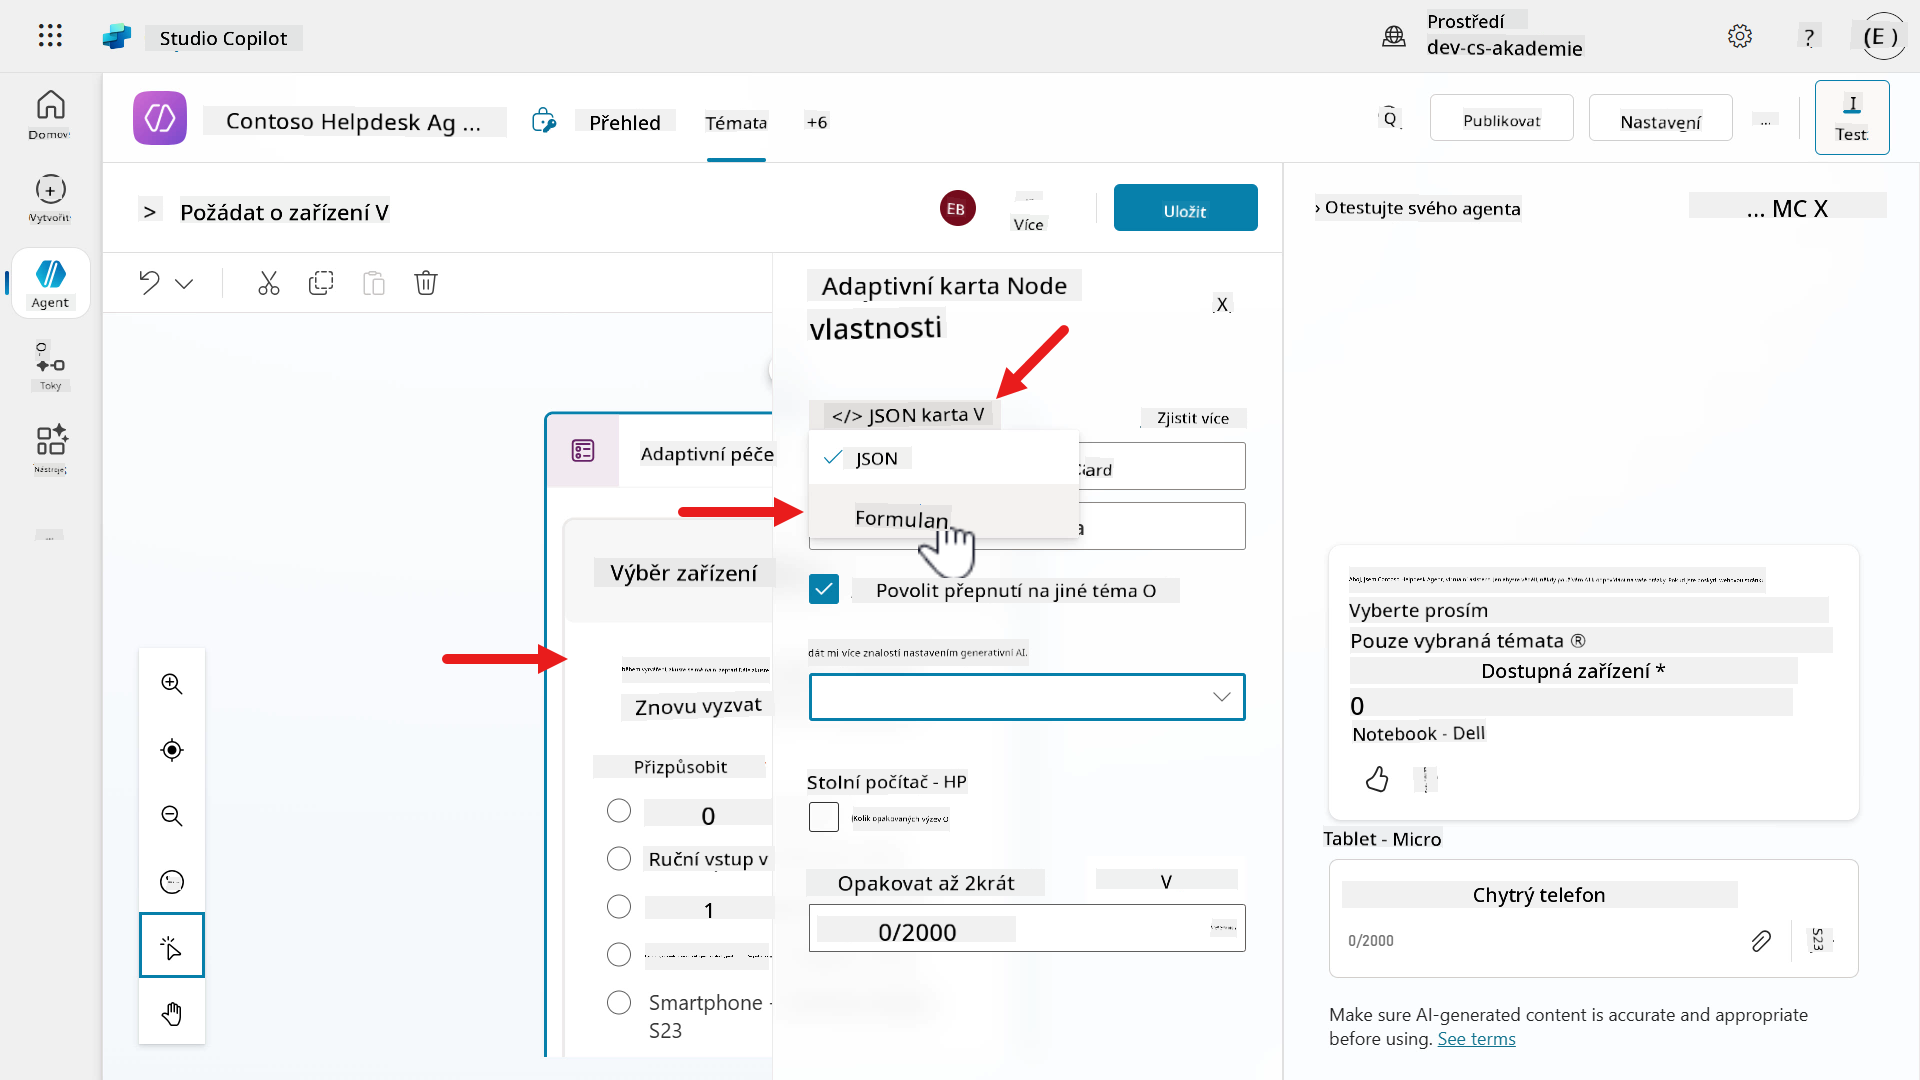 Studio Copilot
Prostředí
dev-cs-akademie
?
(E )
Domov
Vytvořit
Agent
Toky
Nástroje
Contoso Helpdesk Ag ...
Přehled
Témata
+6
Q
Publikovat
Nastavení
...
I
Test
> Požádat o zařízení V
EB
Více
Uložit
› Otestujte svého agenta
... MC X
Adaptivní karta Node
vlastnosti
X
</> JSON karta V
Zjistit více
JSON
Card
Formulan
a
Povolit přepnutí na jiné téma O
dát mi více znalostí nastavením generativní AI.
Stolní počítač - HP
(Kolik opakovaných výzev O
Opakovat až 2krát
V
0/2000
Adaptivní péče
Výběr zařízení
Znovu vyzvat
Přizpůsobit
0
Ruční vstup v
1
Smartphone -
S23
Vyberte prosím
Pouze vybraná témata ®
Dostupná zařízení *
0
Notebook - Dell
Tablet - Micro
Chytrý telefon
0/2000
S23
Make sure AI-generated content is accurate and appropriate
before using. See terms